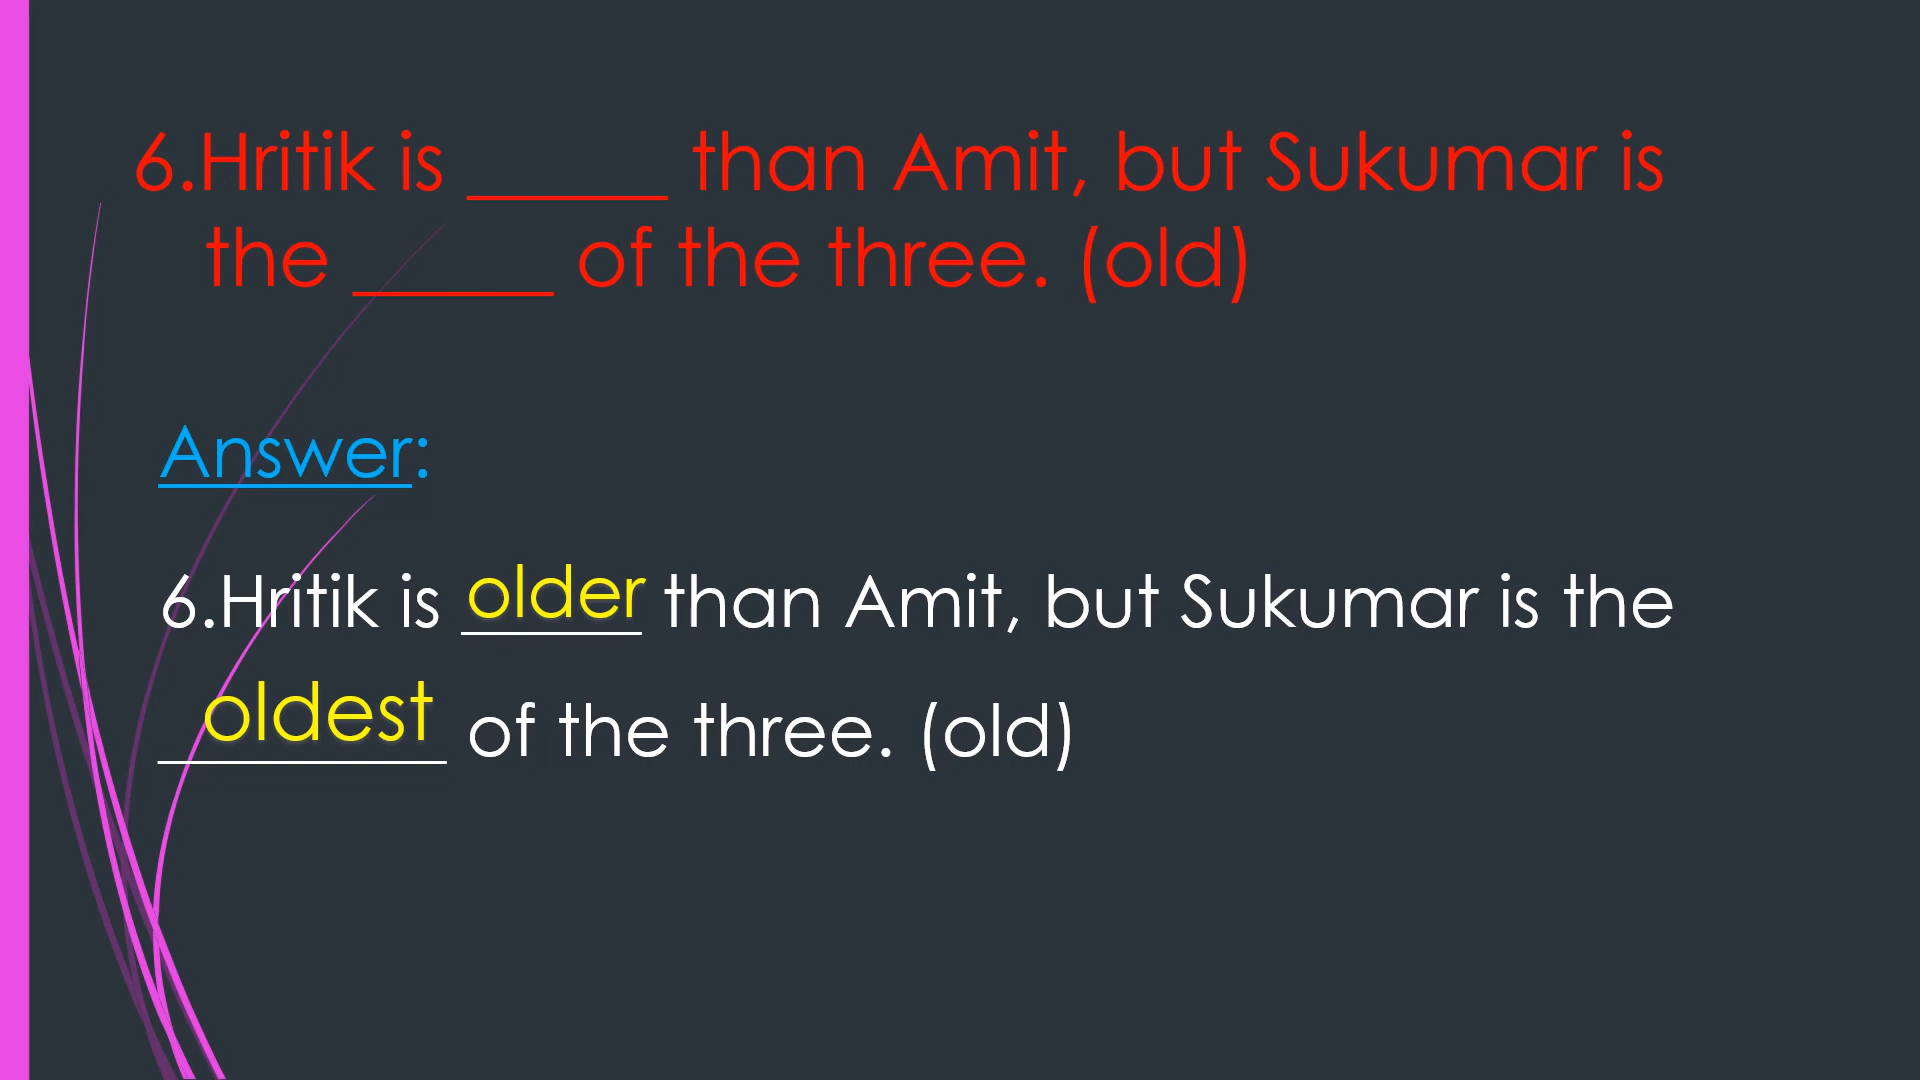 6.Hritik is _____ than Amit, but Sukumar is
the _____ of the three. (old)
Answer:
6.Hritik is older than Amit, but Sukumar is the
oldest of the three. (old)